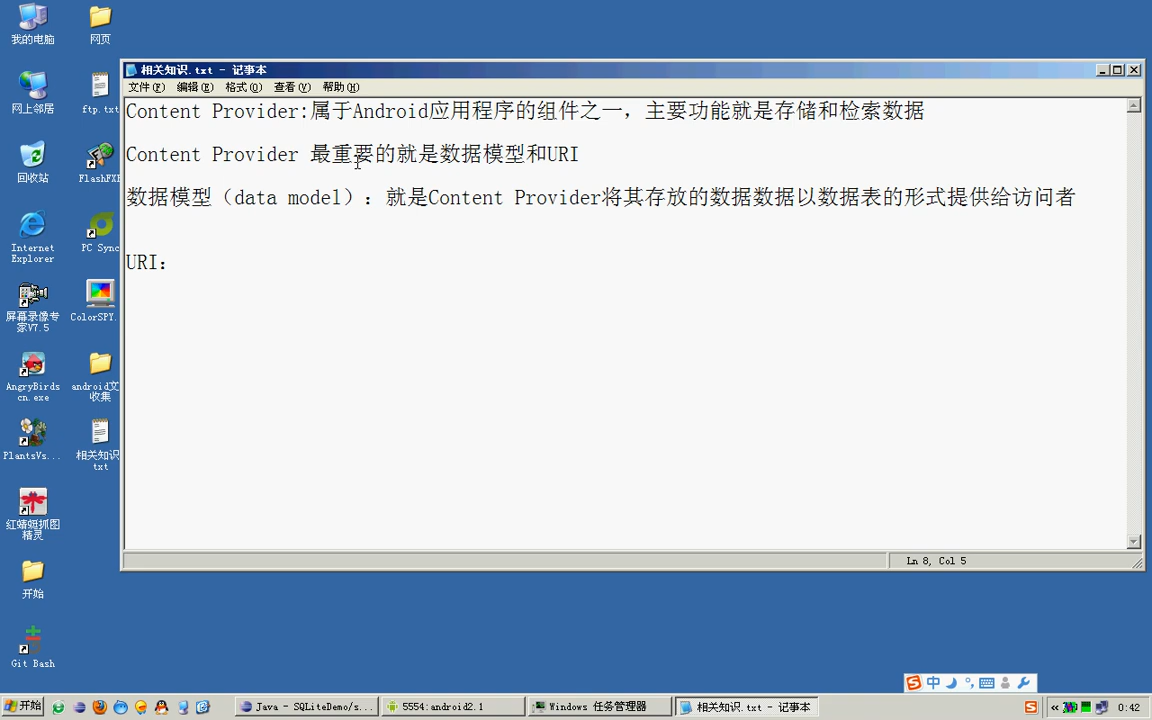 我的电脑
网页
网上邻居
ftp.txt
回收站
FlashFXP
Internet
Explorer
PC Sync
屏幕录像专
家V7.5
ColorSPY.
AngryBirds
cn.exe
android文
收集
PlantsVs...
相关知识
txt
红蜻蜓抓图
精灵
开始
Git Bash
相关知识.txt - 记事本
文件(F) 编辑(E) 格式(O) 查看(V) 帮助(H)
Content Provider:属于Android应用程序的组件之一，主要功能就是存储和检索数据
Content Provider 最重要的就是数据模型和URI
数据模型（data model）：就是Content Provider将其存放的数据数据以数据表的形式提供给访问者
URI：
Ln 8, Col 5
中
开始
Java - SQLiteDemo/s...
5554:android2.1
Windows 任务管理器
相关知识.txt - 记事本
0:42